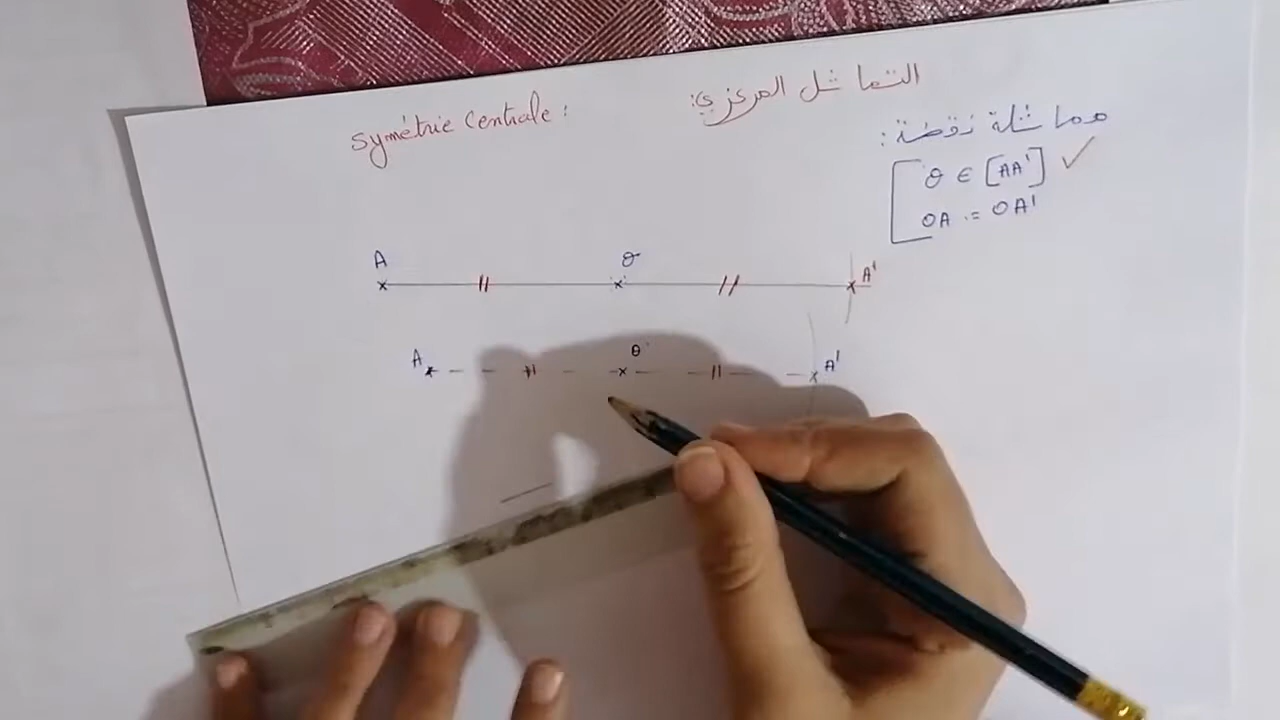 symétrie centrale :
التماثل المركزي:
مماثلة نقطة :
O ∈ [AA']
OA = OA'
A O A'
A O A'